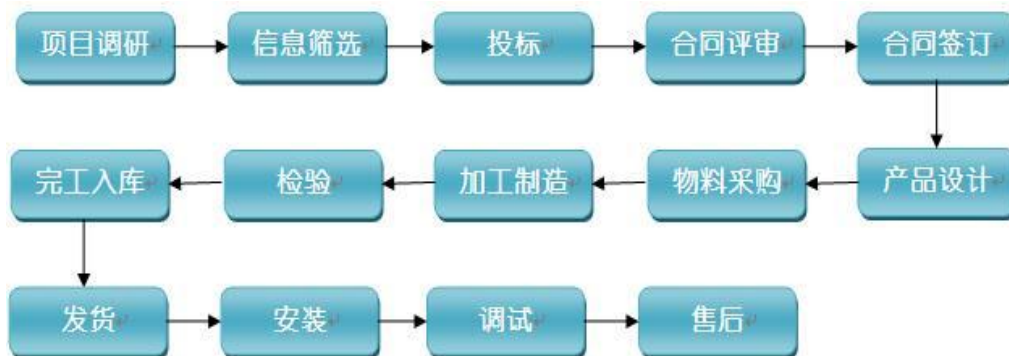 项目调研
信息筛选
投标
合同评审
合同签订
产品设计
物料采购
加工制造
检验
完工入库
发货
安装
调试
售后